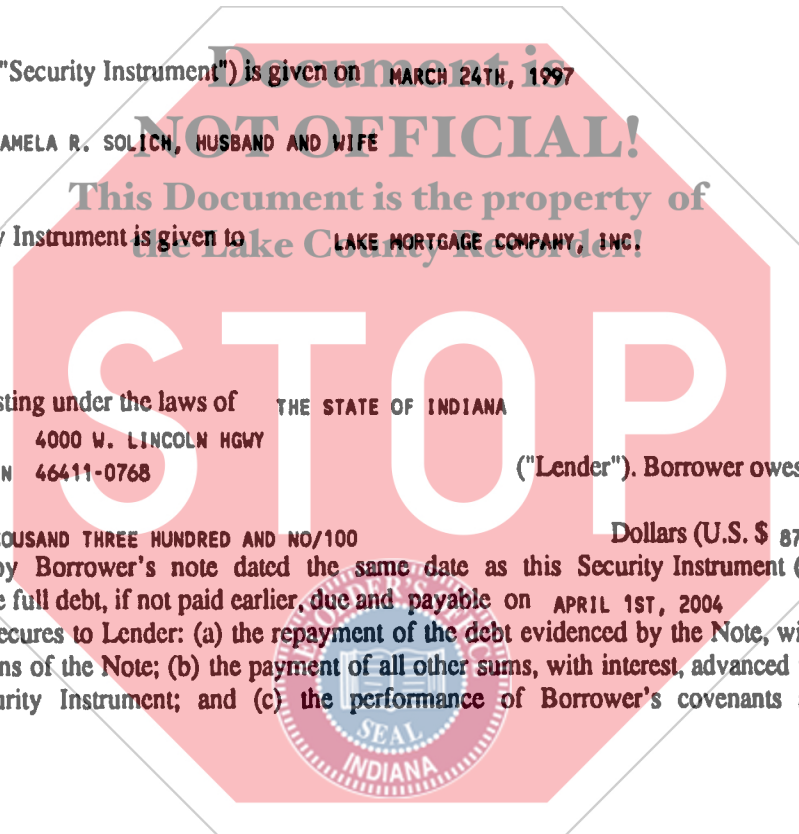 Document is
"Security Instrument") is given on MARCH 24TH, 1997
NOT OFFICIAL!
AMELA R. SOLICH, HUSBAND AND WIFE
This Document is the property of
Instrument is given to LAKE MORTGAGE COMPANY, INC.
the Lake County Recorder!
STOP
sting under the laws of THE STATE OF INDIANA
4000 W. LINCOLN HGWY
N 46411-0768 ("Lender"). Borrower owes
OUSAND THREE HUNDRED AND NO/100 Dollars (U.S. $ 87
by Borrower's note dated the same date as this Security Instrument (
e full debt, if not paid earlier, due and payable on APRIL 1ST, 2004
ecures to Lender: (a) the repayment of the debt evidenced by the Note, wi
ns of the Note; (b) the payment of all other sums, with interest, advanced
urity Instrument; and (c) the performance of Borrower's covenants
SEAL
INDIANA